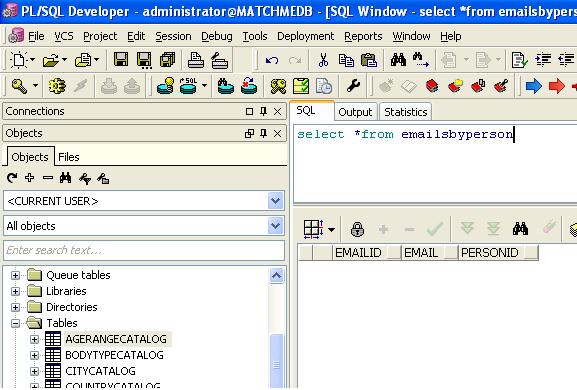 PL/SQL Developer - administrator@MATCHMEDB - [SQL Window - select *from emailsbypers
File VCS Project Edit Session Debug Tools Deployment Reports Window Help
SQL
Connections
Objects
Objects Files
<CURRENT USER>
All objects
Enter search text...
Queue tables
Libraries
Directories
Tables
AGERANGECATALOG
BODYTYPECATALOG
CITYCATALOG
COUNTRYCATALOG
SQL Output Statistics
select *from emailsbyperson
EMAILID EMAIL PERSONID